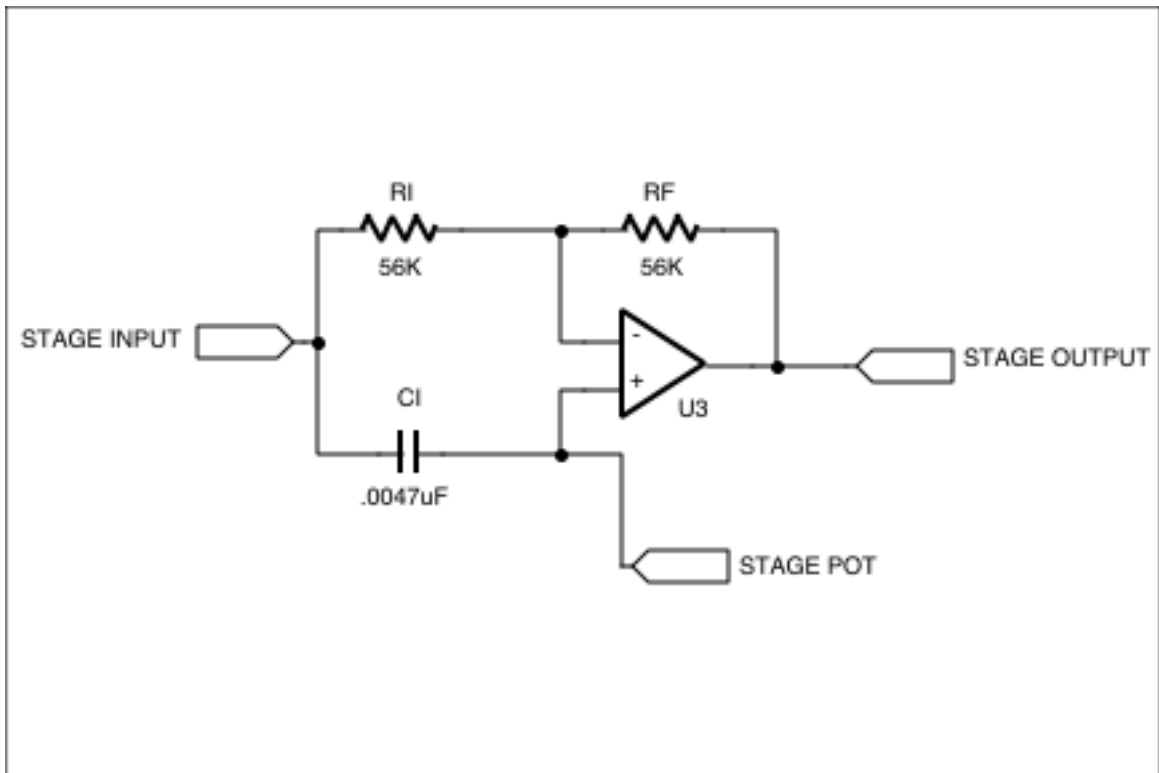 RI
RF
56K
56K
STAGE INPUT
-
+
STAGE OUTPUT
CI
U3
.0047uF
STAGE POT